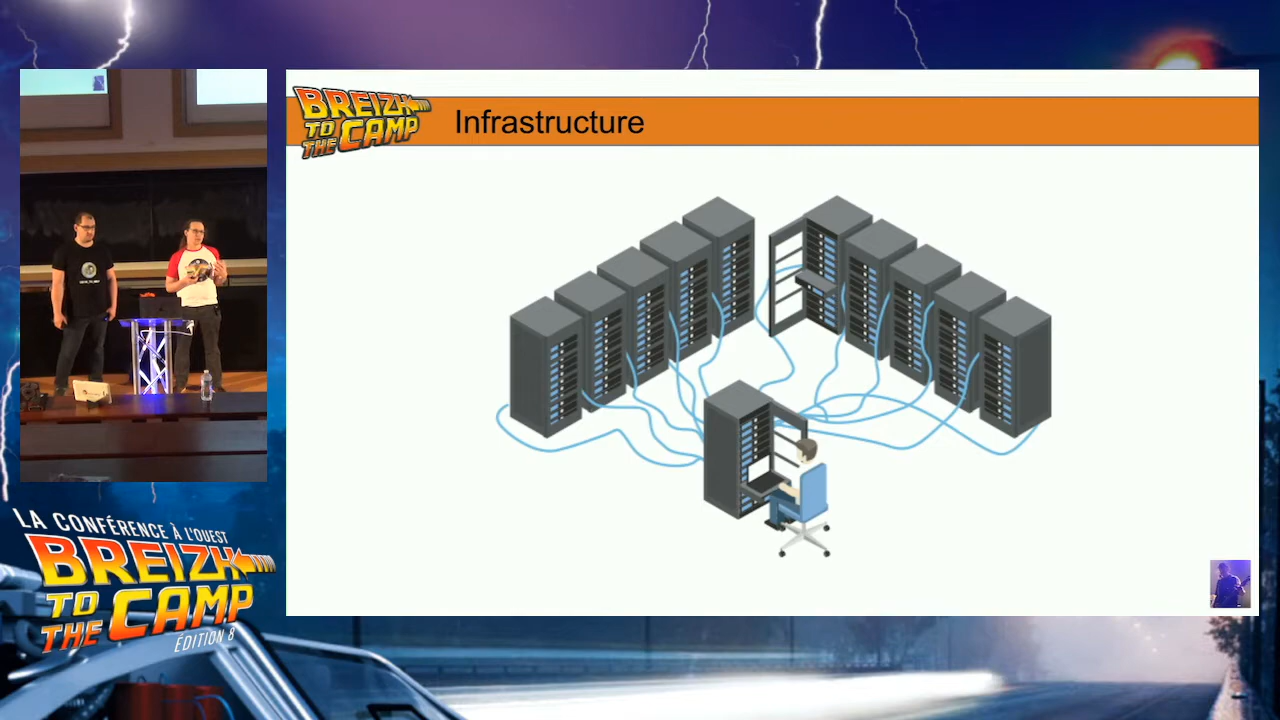 BREIZH
TO CAMP
THE
Infrastructure
LA CONFÉRENCE À L'OUEST
BREIZH
TO CAMP
THE
ÉDITION 8